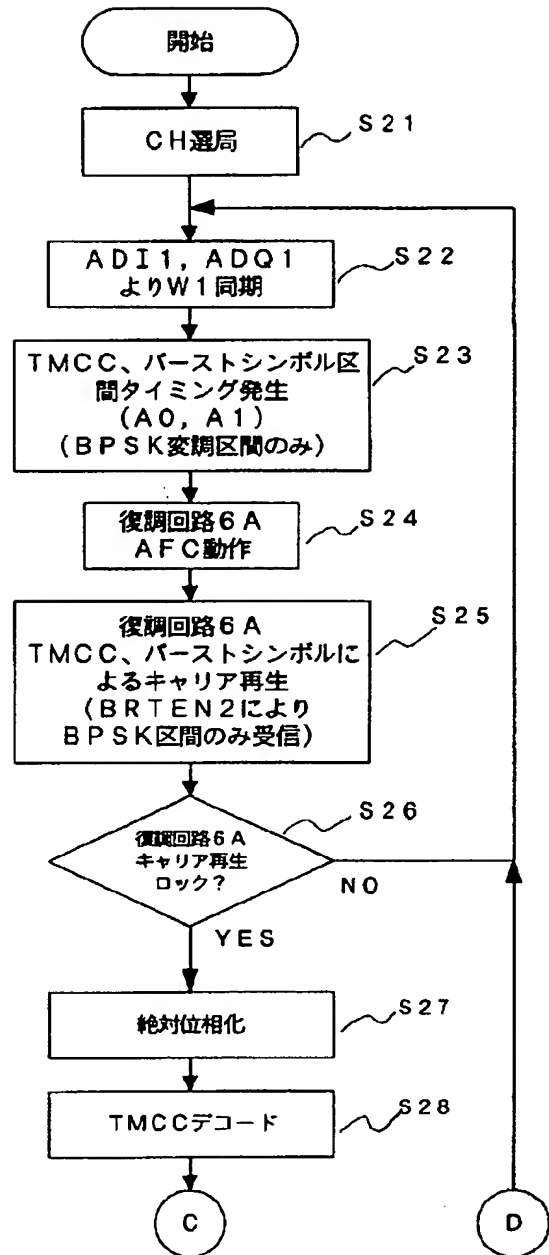 開始
CH選局
S21
ADI1, ADQ1
よりW1同期
S22
TMCC、バーストシンボル区
間タイミング発生
(A0, A1)
(BPSK変調区間のみ)
S23
復調回路6A
AFC動作
S24
復調回路6A
TMCC、バーストシンボルに
よるキャリア再生
(BRTEN2により
BPSK区間のみ受信)
S25
復調回路6A
キャリア再生
ロック?
S26
NO
YES
絶対位相化
S27
TMCCデコード
S28
C
D